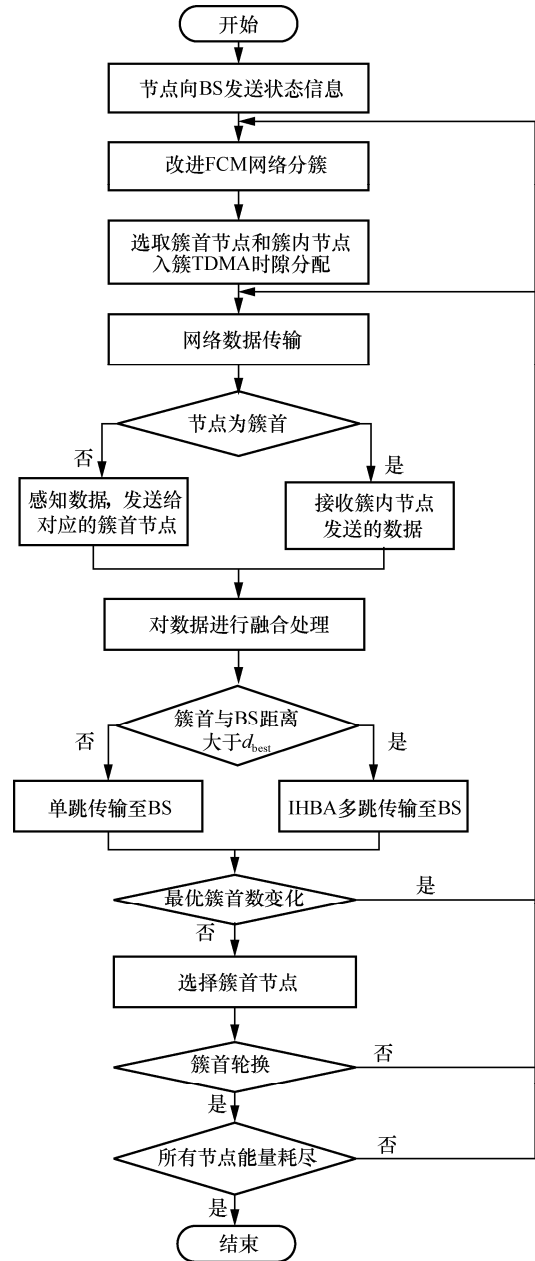 开始
节点向BS发送状态信息
改进FCM网络分簇
选取簇首节点和簇内节点
入簇TDMA时隙分配
网络数据传输
节点为簇首
否
是
感知数据,发送给
对应的簇首节点
接收簇内节点
发送的数据
对数据进行融合处理
簇首与BS距离
大于dbest
否
是
单跳传输至BS
IHBA多跳传输至BS
最优簇首数变化
是
否
选择簇首节点
簇首轮换
否
是
所有节点能量耗尽
否
是
结束